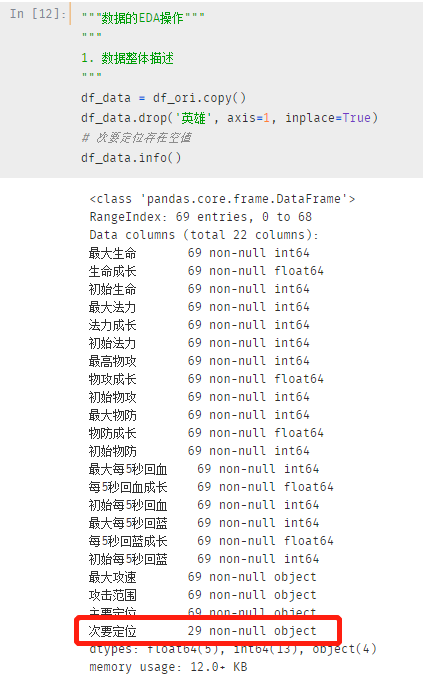 In [12]:
"""数据的EDA操作"""
"""
1. 数据整体描述
"""
df_data = df_ori.copy()
df_data.drop('英雄', axis=1, inplace=True)
# 次要定位存在空值
df_data.info()
<class 'pandas.core.frame.DataFrame'>
RangeIndex: 69 entries, 0 to 68
Data columns (total 22 columns):
最大生命 69 non-null int64
生命成长 69 non-null float64
初始生命 69 non-null int64
最大法力 69 non-null int64
法力成长 69 non-null int64
初始法力 69 non-null int64
最高物攻 69 non-null int64
物攻成长 69 non-null float64
初始物攻 69 non-null int64
最大物防 69 non-null int64
物防成长 69 non-null float64
初始物防 69 non-null int64
最大每5秒回血 69 non-null int64
每5秒回血成长 69 non-null float64
初始每5秒回血 69 non-null int64
最大每5秒回蓝 69 non-null int64
每5秒回蓝成长 69 non-null float64
初始每5秒回蓝 69 non-null int64
最大攻速 69 non-null object
攻击范围 69 non-null object
主要定位 69 non-null object
次要定位 29 non-null object
dtypes: float64(5), int64(13), object(4)
memory usage: 12.0+ KB